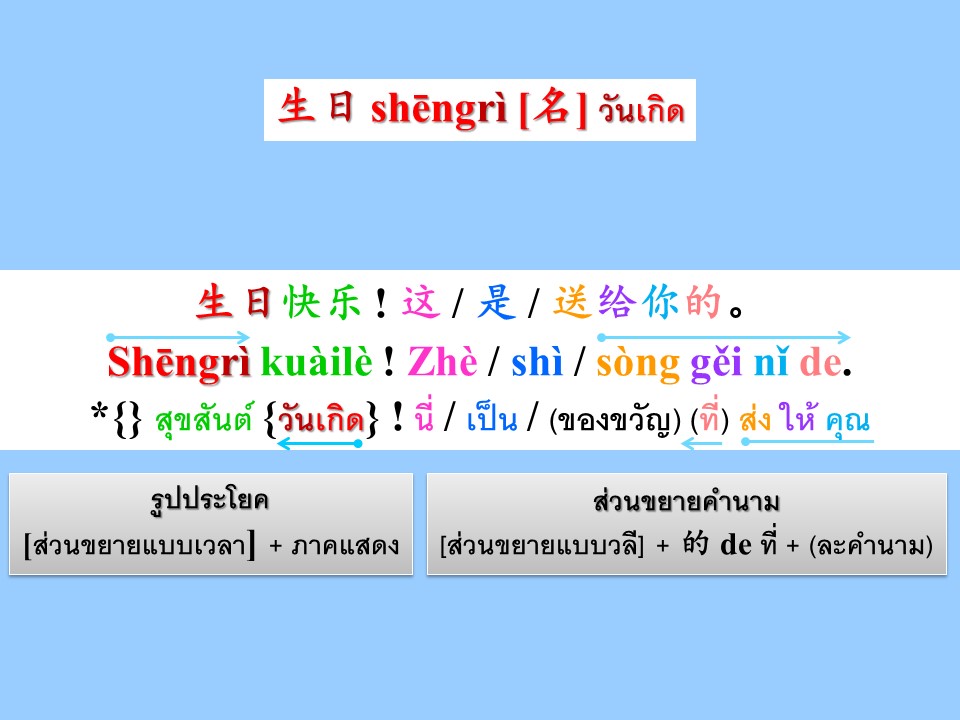 生日 shēngrì [名] วันเกิด
生日快乐 ! 这 / 是 / 送给你的。
Shēngrì kuàilè ! Zhè / shì / sòng gěi nǐ de.
*{} สุขสันต์ {วันเกิด} ! นี่ / เป็น / (ของขวัญ) (ที่) ส่ง ให้ คุณ
รูปประโยค
[ส่วนขยายแบบเวลา] + ภาคแสดง
ส่วนขยายคำนาม
[ส่วนขยายแบบวลี] + 的 de ที่ + (ละคำนาม)